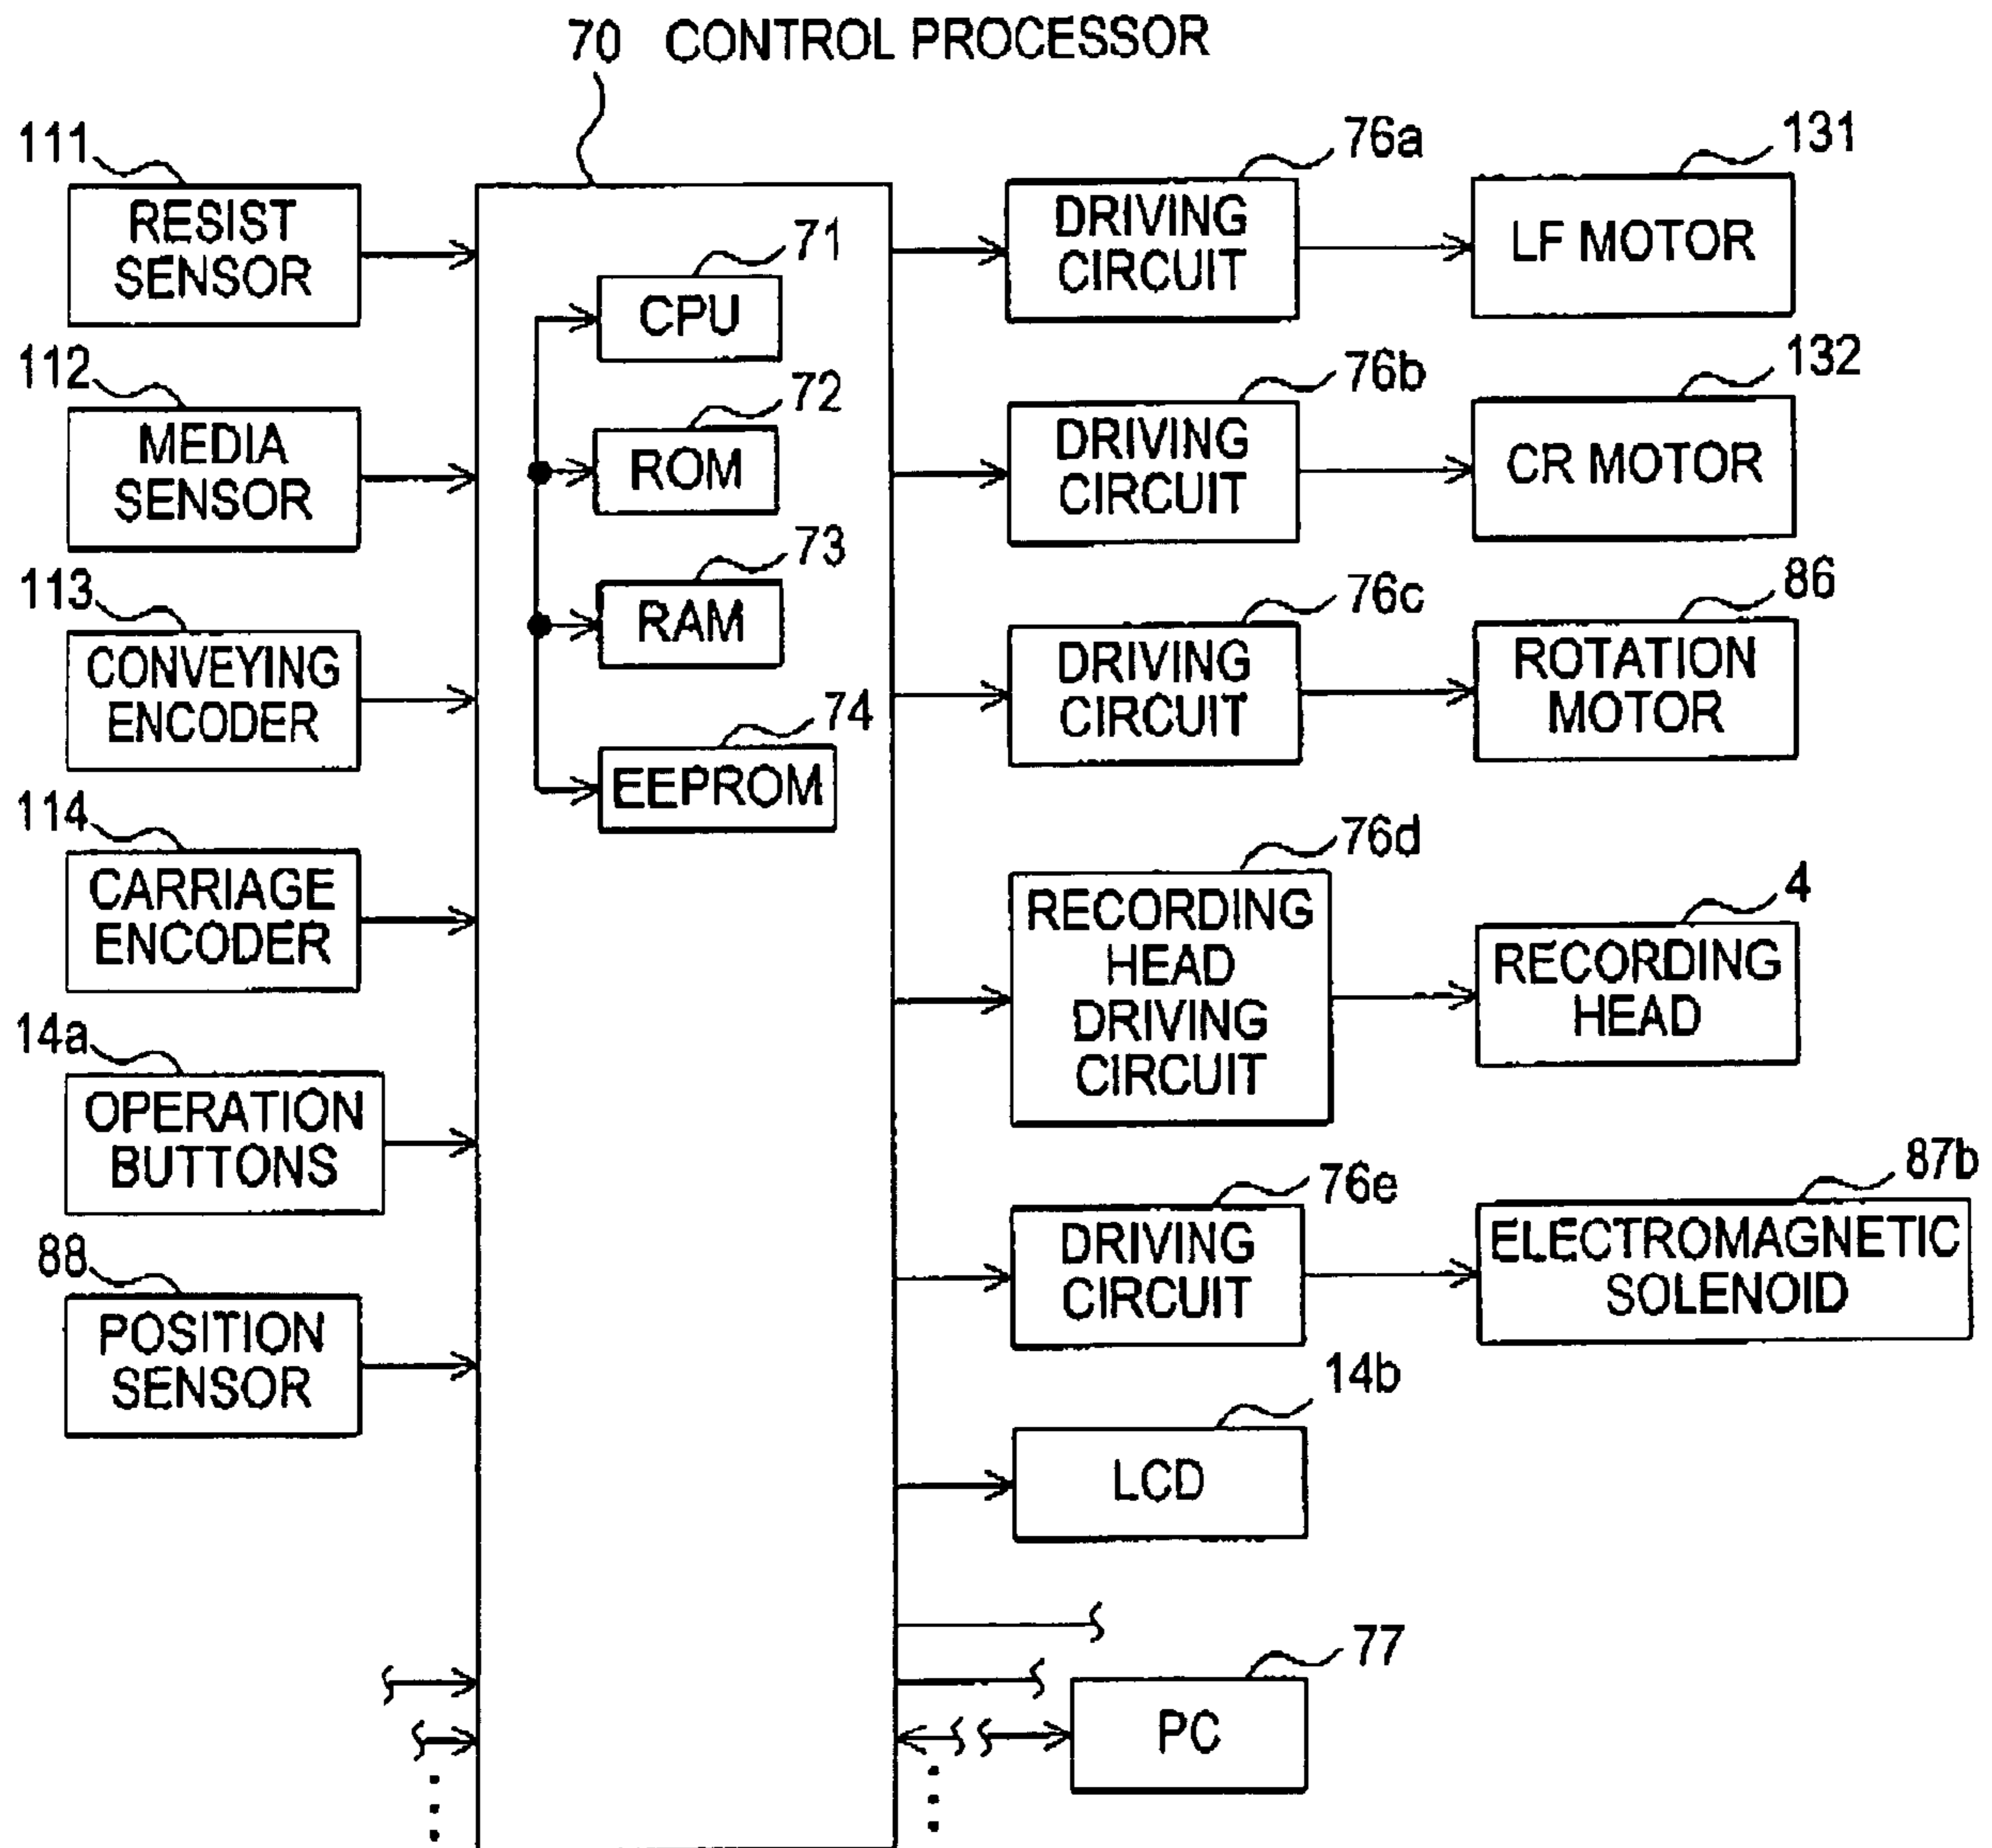 70 CONTROL PROCESSOR
111
RESIST
SENSOR
112
MEDIA
SENSOR
113
CONVEYING
ENCODER
114
CARRIAGE
ENCODER
14a
OPERATION
BUTTONS
88
POSITION
SENSOR
71
CPU
72
ROM
73
RAM
74
EEPROM
76a
DRIVING
CIRCUIT
131
LF MOTOR
76b
DRIVING
CIRCUIT
132
CR MOTOR
76c
DRIVING
CIRCUIT
86
ROTATION
MOTOR
76d
RECORDING
HEAD
DRIVING
CIRCUIT
4
RECORDING
HEAD
76e
DRIVING
CIRCUIT
87b
ELECTROMAGNETIC
SOLENOID
14b
LCD
77
PC